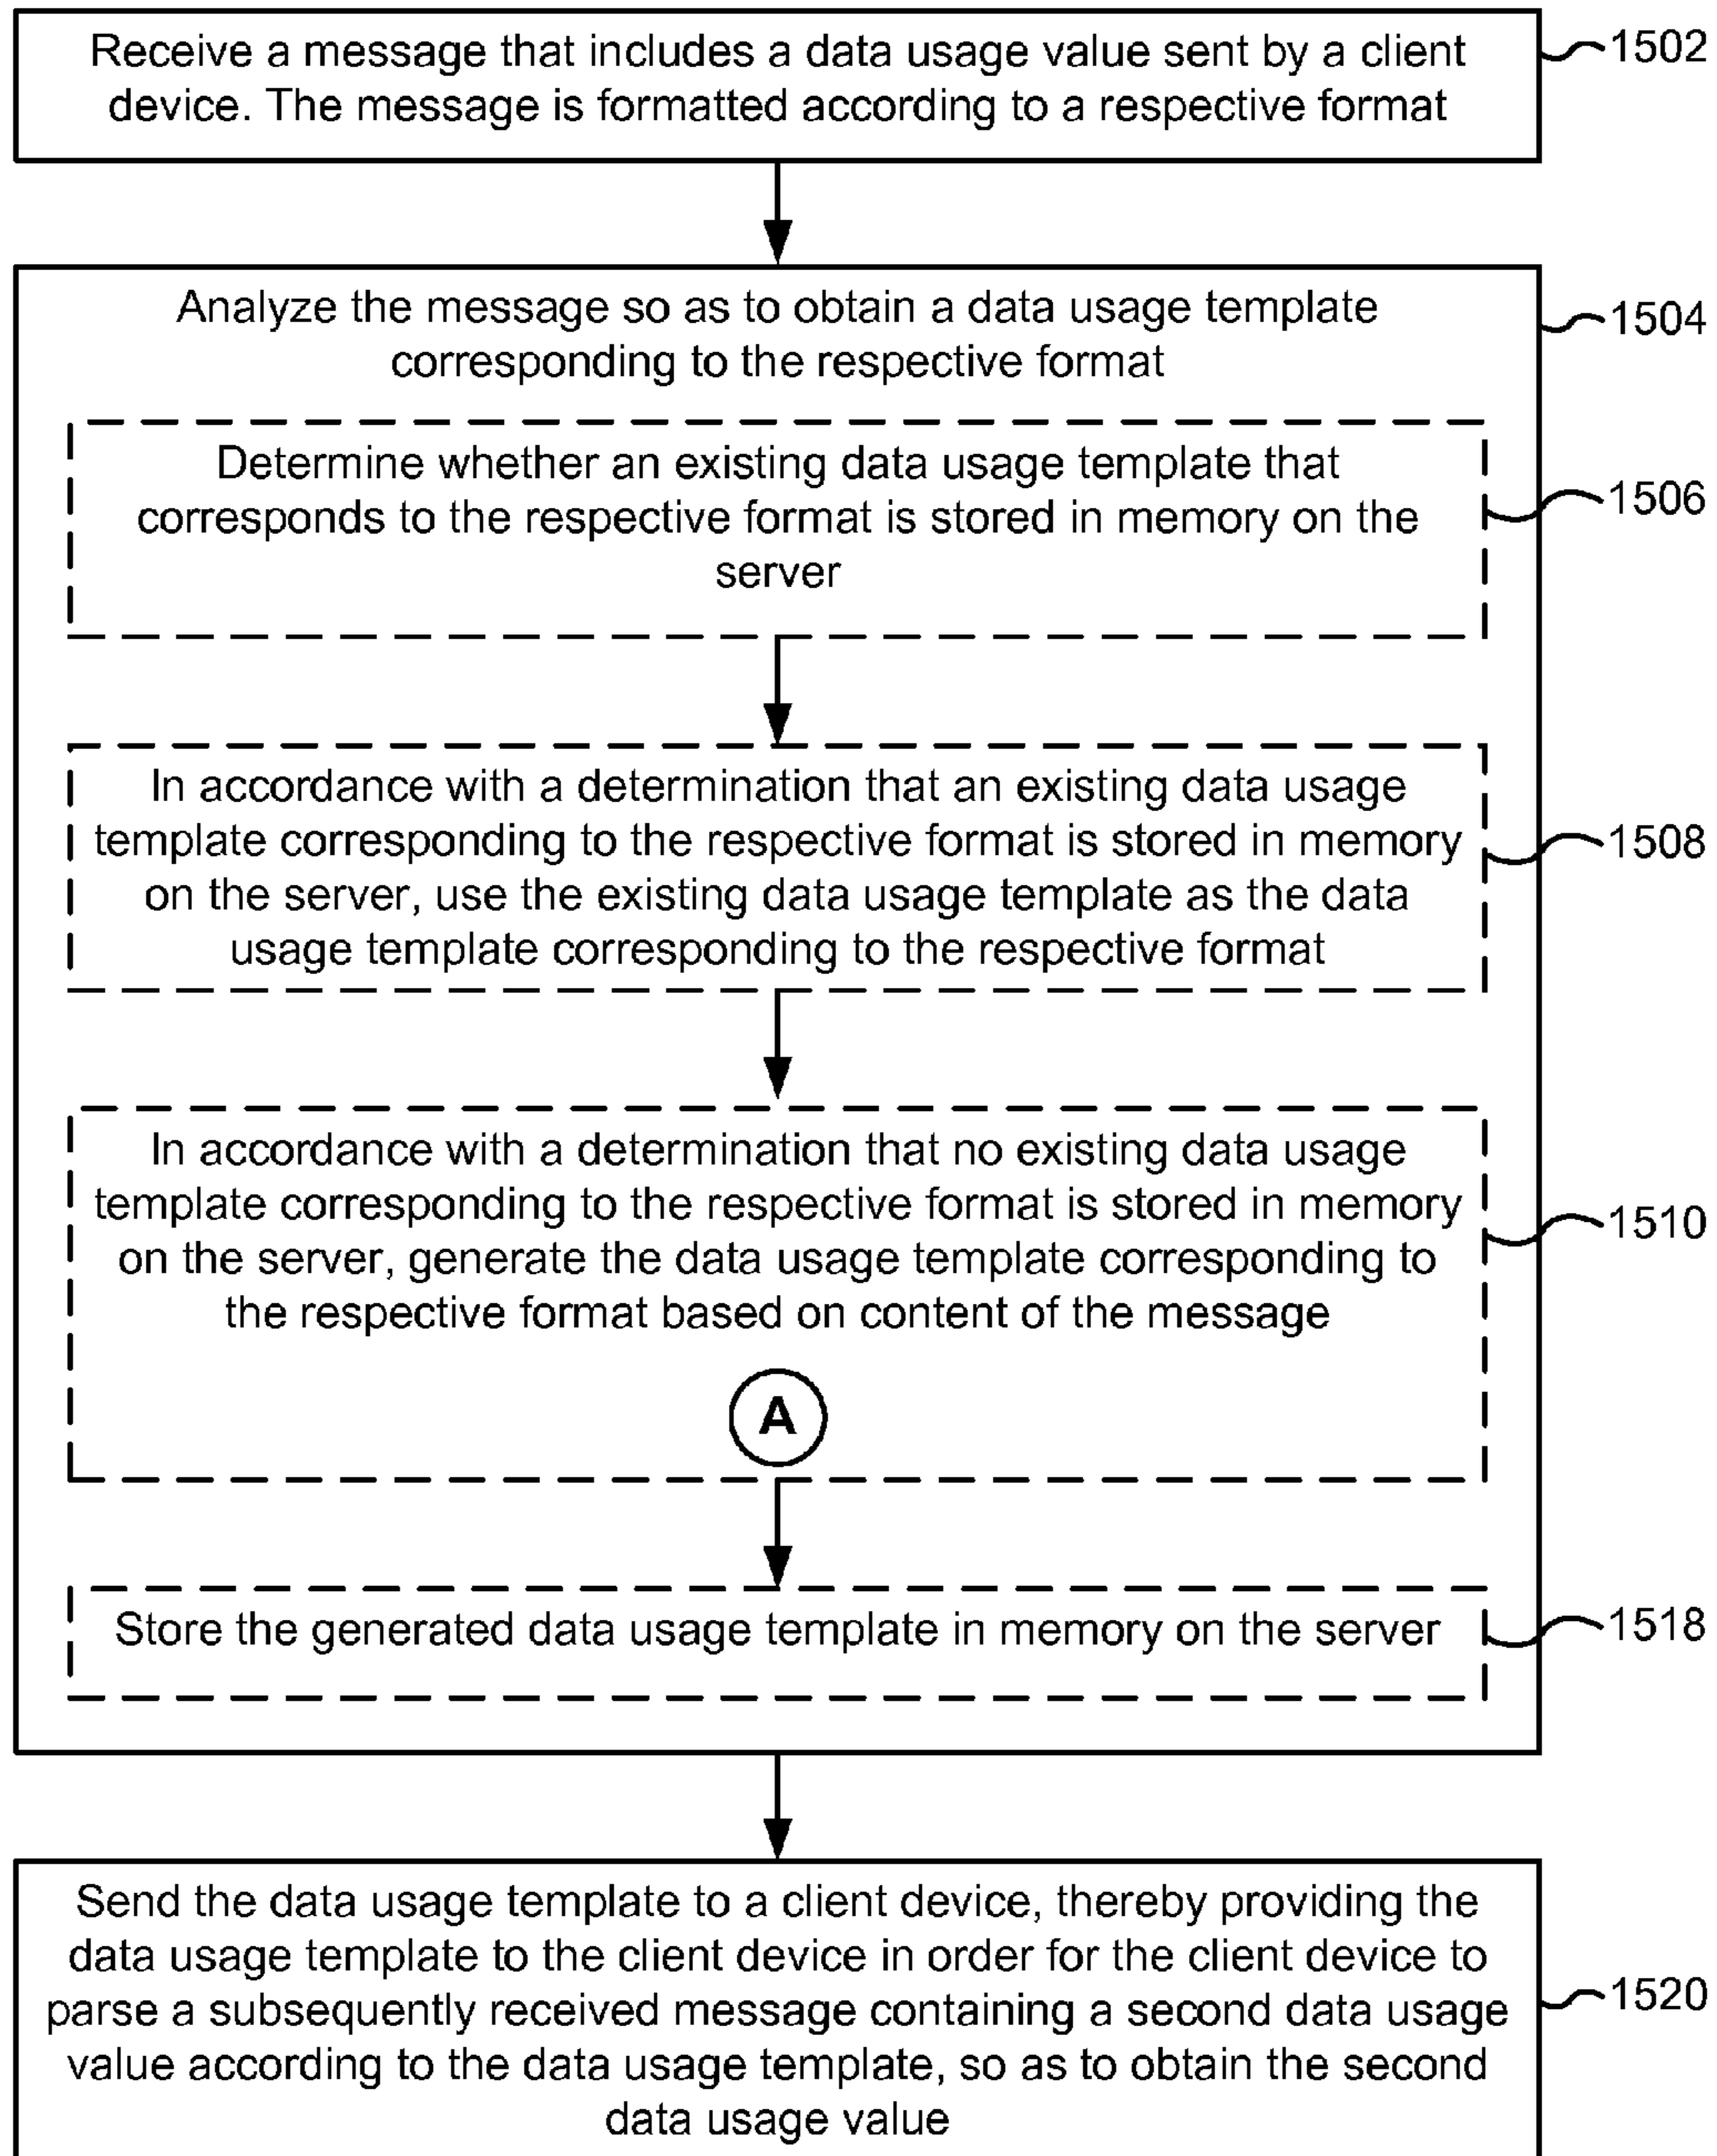 Receive a message that includes a data usage value sent by a client
device. The message is formatted according to a respective format
1502
Analyze the message so as to obtain a data usage template
corresponding to the respective format
1504
Determine whether an existing data usage template that
corresponds to the respective format is stored in memory on the
server
1506
In accordance with a determination that an existing data usage
template corresponding to the respective format is stored in memory
on the server, use the existing data usage template as the data
usage template corresponding to the respective format
1508
In accordance with a determination that no existing data usage
template corresponding to the respective format is stored in memory
on the server, generate the data usage template corresponding to
the respective format based on content of the message
1510
A
Store the generated data usage template in memory on the server
1518
Send the data usage template to a client device, thereby providing the
data usage template to the client device in order for the client device to
parse a subsequently received message containing a second data usage
value according to the data usage template, so as to obtain the second
data usage value
1520